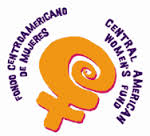 FONDO CENTROAMERICANO
DE MUJERES
CENTRAL AMERICAN
WOMEN'S FUND